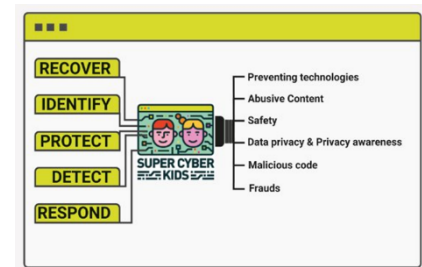 RECOVER
IDENTIFY
PROTECT
DETECT
RESPOND
SUPER CYBER
KIDS
Preventing technologies
Abusive Content
Safety
Data privacy & Privacy awareness
Malicious code
Frauds